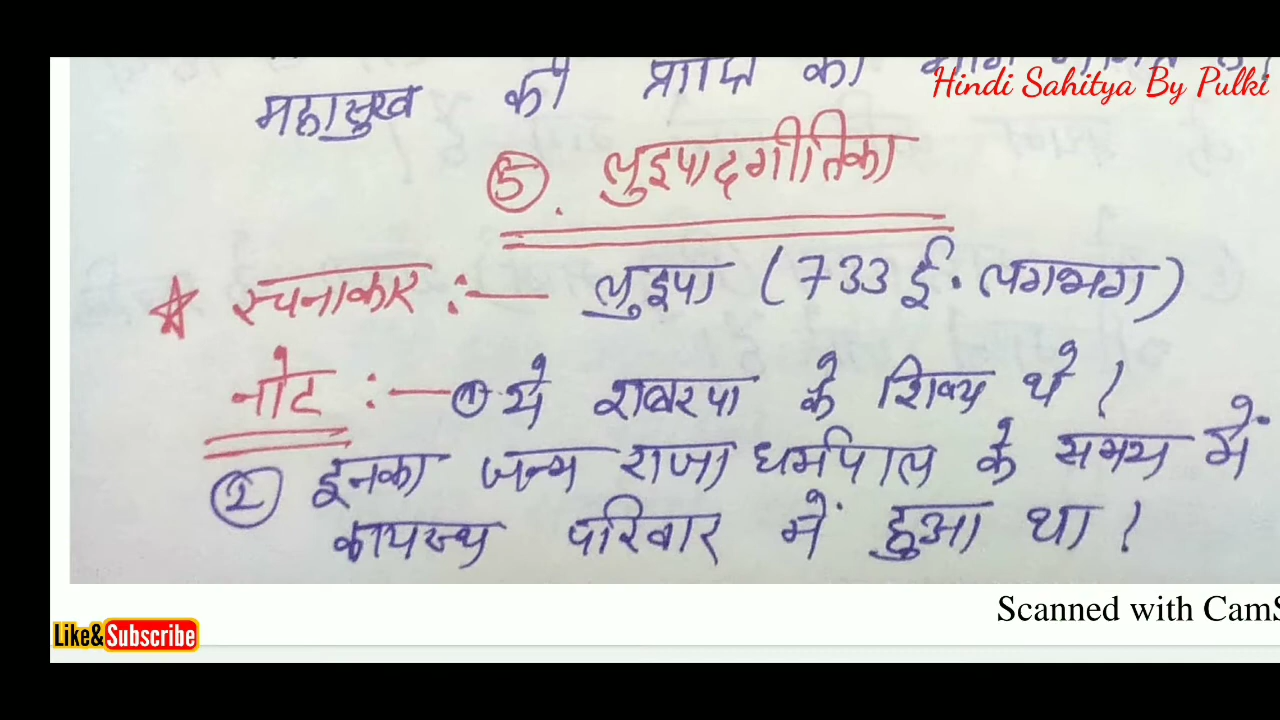 महासुख की प्राप्ति का
Hindi Sahitya By Pulki
5. लुइपादगीतिका
रचनाकार :— लुइपा (733 ई. लगभग)
नोट :— ① ये शबरपा के शिष्य थे।
② इनका जन्म राजा धर्मपाल के समय में
कायस्थ परिवार में हुआ था।
Scanned with CamS
Like& Subscribe